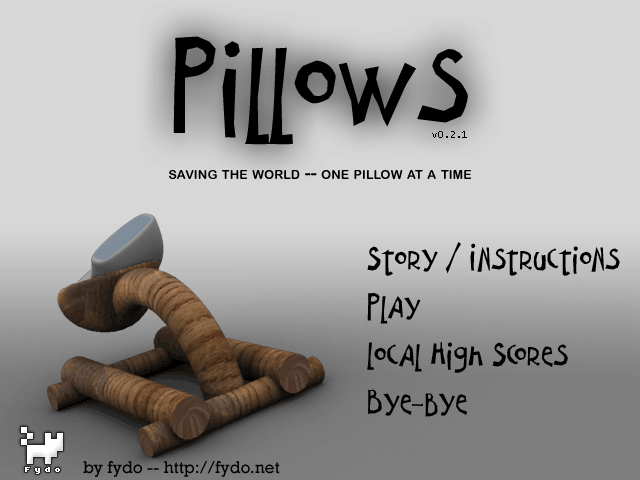 Pillows
v0.2.1
SAVING THE WORLD -- ONE PILLOW AT A TIME
Story / instructions
Play
Local High Scores
Bye-Bye
Fydo
by fydo -- http://fydo.net